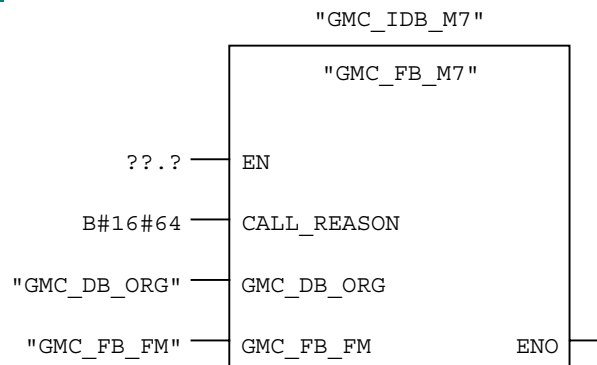 "GMC_IDB_M7"
"GMC_FB_M7"
??.? EN
B#16#64 CALL_REASON
"GMC_DB_ORG" GMC_DB_ORG
"GMC_FB_FM" GMC_FB_FM ENO